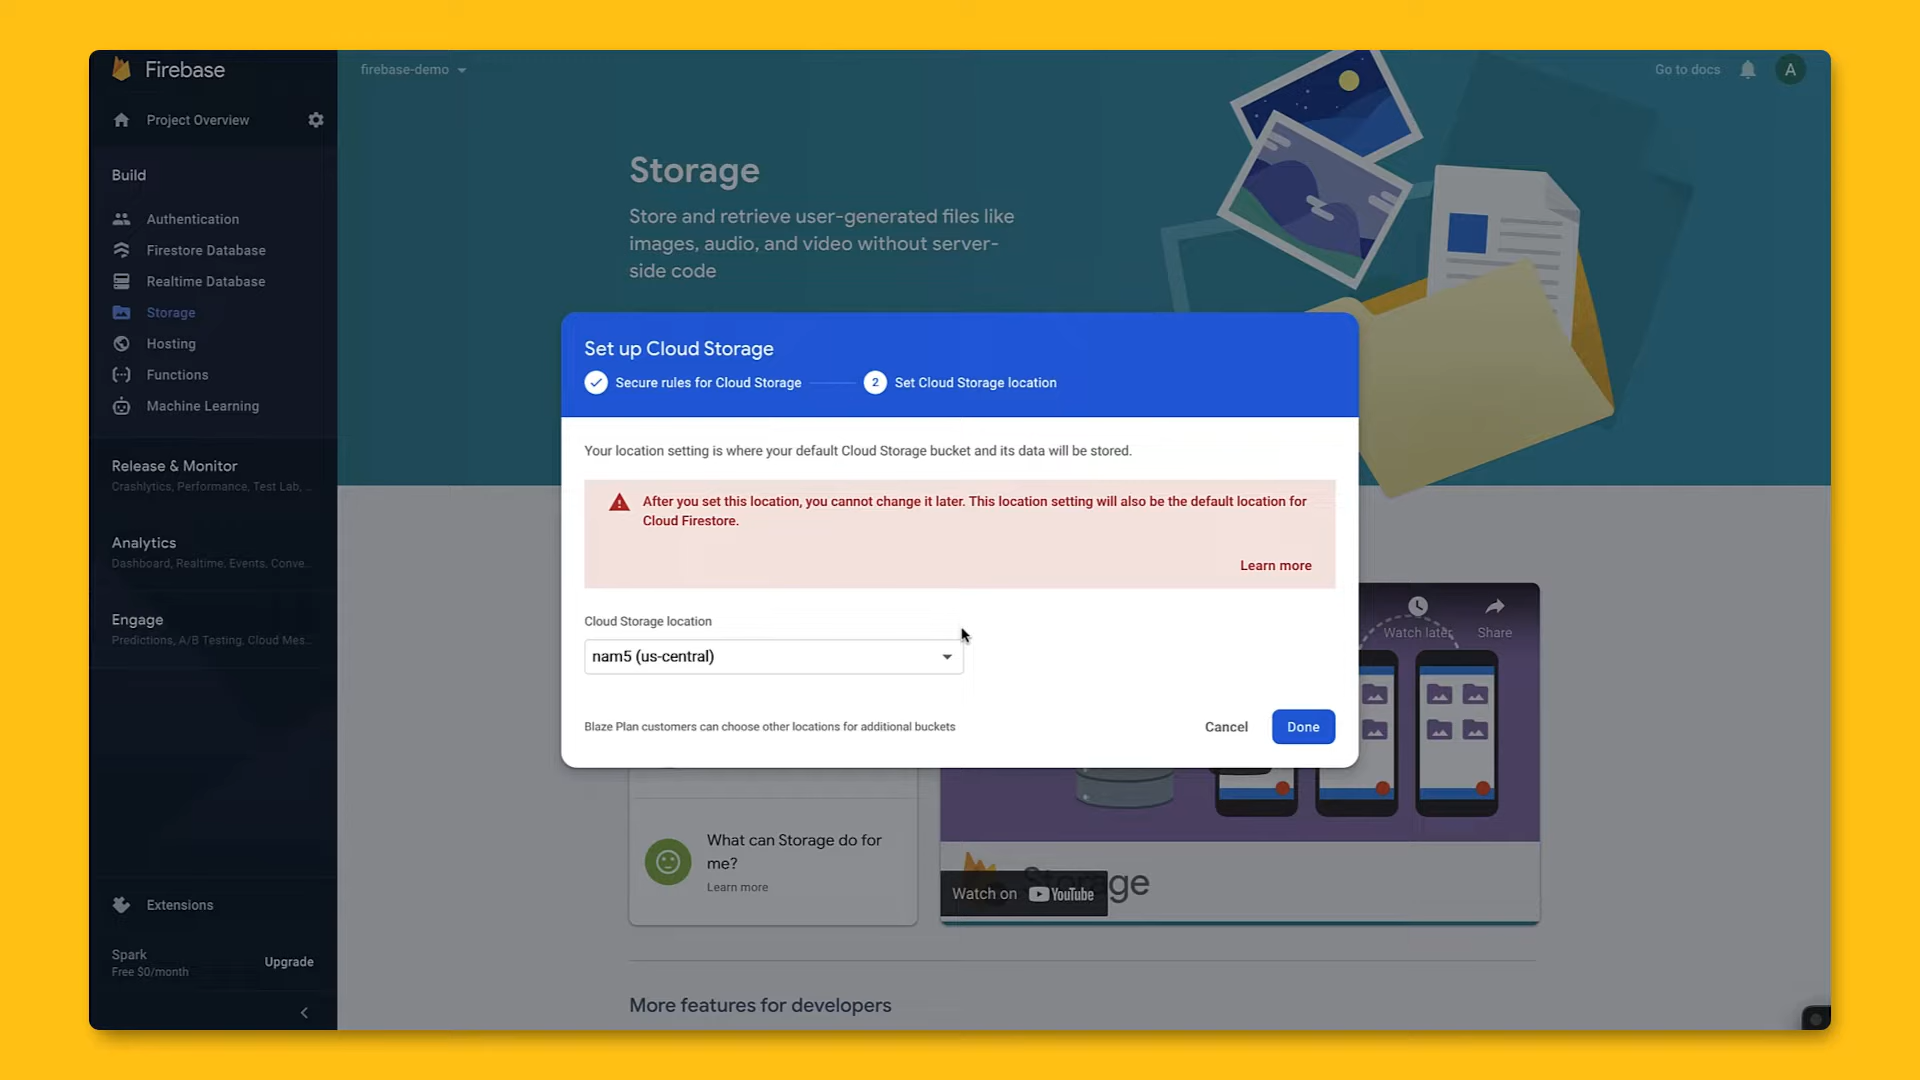 Firebase
firebase-demo
Go to docs
A
Project Overview
Build
Authentication
Firestore Database
Realtime Database
Storage
Hosting
Functions
Machine Learning
Release & Monitor
Crashlytics, Performance, Test Lab, ...
Analytics
Dashboard, Realtime, Events, Conve...
Engage
Predictions, A/B Testing, Cloud Mes...
Extensions
Spark
Free $0/month
Upgrade
Storage
Store and retrieve user-generated files like
images, audio, and video without server-
side code
Set up Cloud Storage
Secure rules for Cloud Storage
2
Set Cloud Storage location
Your location setting is where your default Cloud Storage bucket and its data will be stored.
After you set this location, you cannot change it later. This location setting will also be the default location for
Cloud Firestore.
Learn more
Cloud Storage location
nam5 (us-central)
Blaze Plan customers can choose other locations for additional buckets
Cancel
Done
Watch later
Share
What can Storage do for
me?
Learn more
Storage
Watch on YouTube
More features for developers